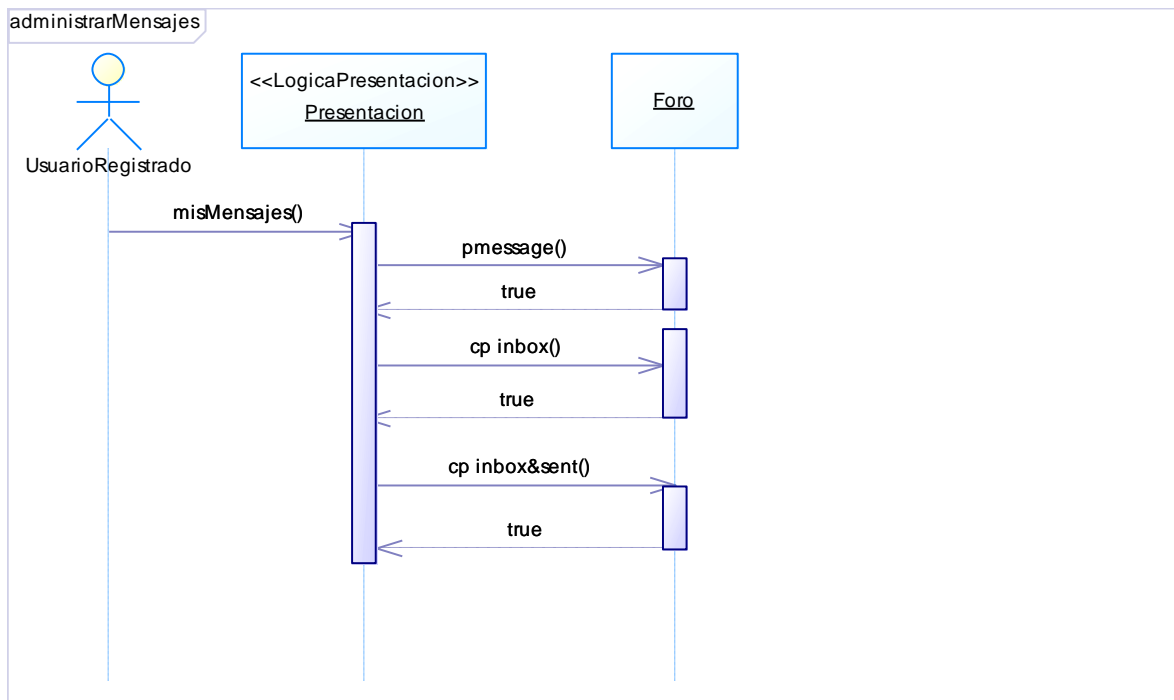 administrarMensajes
<<LogicaPresentacion>>
Presentacion
Foro
UsuarioRegistrado
misMensajes()
pmessage()
true
cp inbox()
true
cp inbox&sent()
true